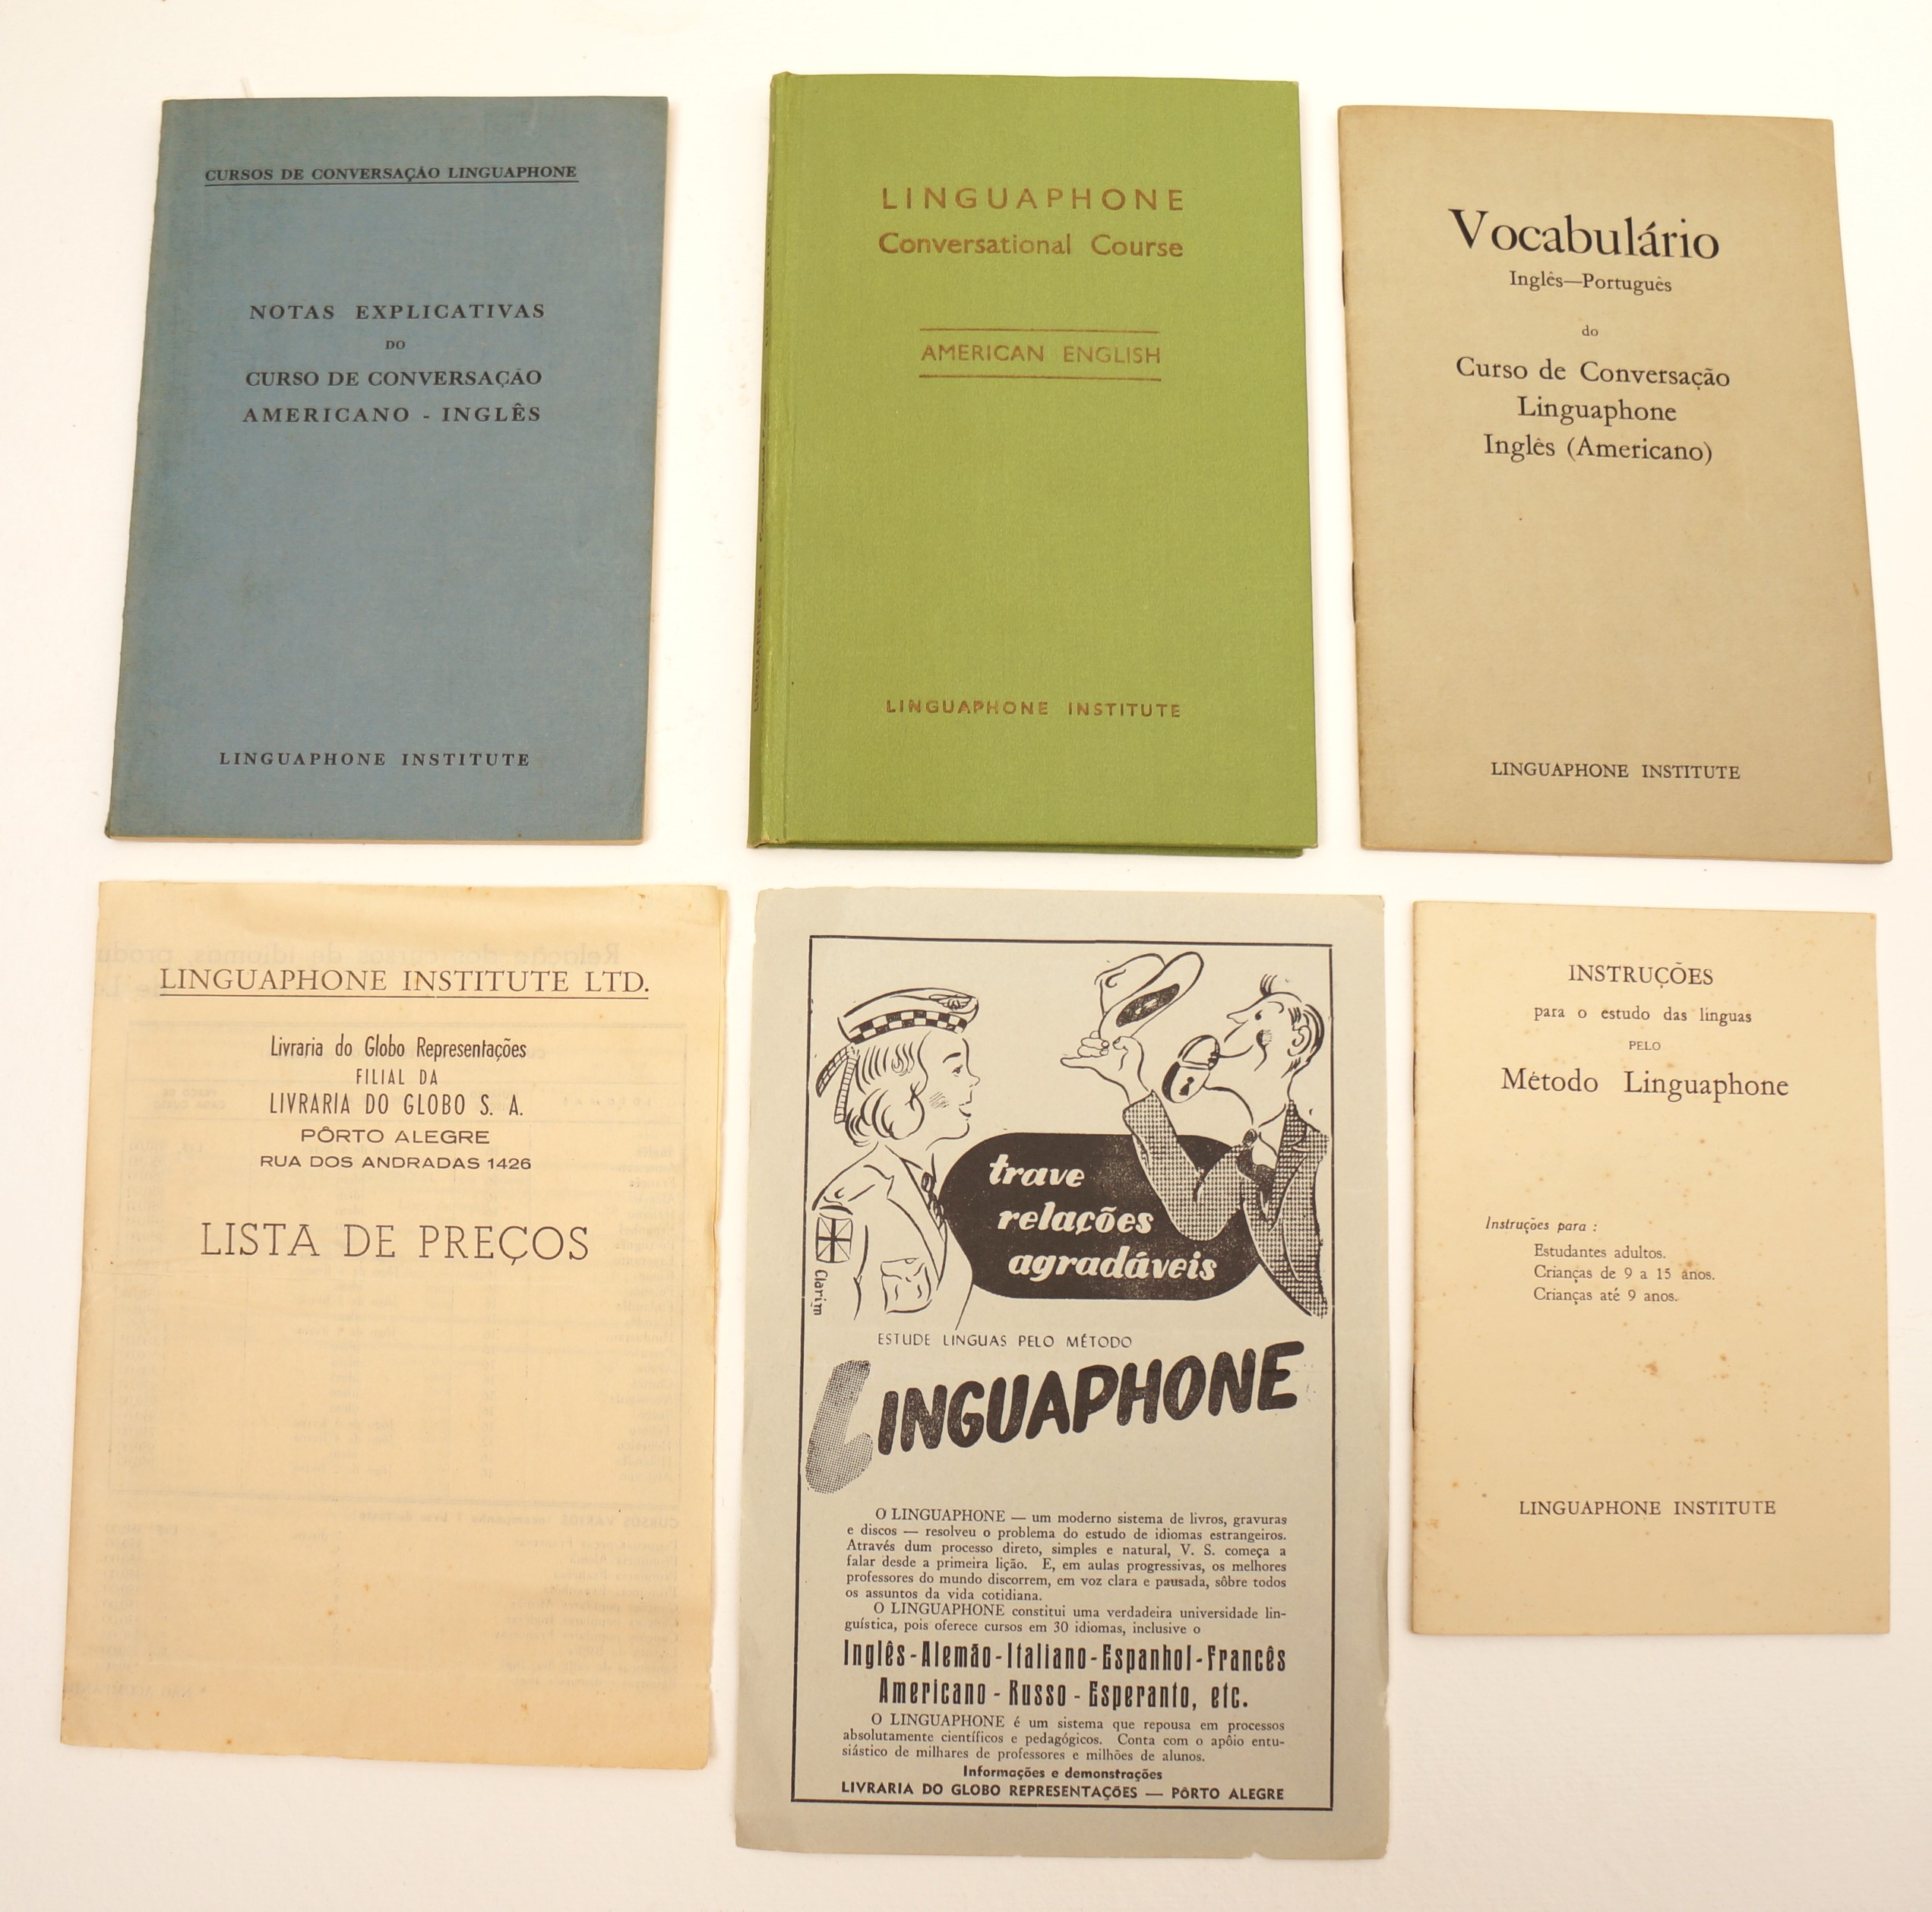 CURSOS DE CONVERSAÇÃO LINGUAPHONE
NOTAS EXPLICATIVAS
DO
CURSO DE CONVERSAÇÃO
AMERICANO - INGLÊS
LINGUAPHONE INSTITUTE
LINGUAPHONE
Conversational Course
AMERICAN ENGLISH
LINGUAPHONE INSTITUTE
Vocabulário
Inglês—Português
do
Curso de Conversação
Linguaphone
Inglês (Americano)
LINGUAPHONE INSTITUTE
LINGUAPHONE INSTITUTE LTD.
Livraria do Globo Representações
FILIAL DA
LIVRARIA DO GLOBO S. A.
PÔRTO ALEGRE
RUA DOS ANDRADAS 1426
LISTA DE PREÇOS
trave
relações
agradáveis
Clarim
ESTUDE LINGUAS PELO MÉTODO
LINGUAPHONE
O LINGUAPHONE — um moderno sistema de livros, gravuras
e discos — resolveu o problema do estudo de idiomas estrangeiros.
Através dum processo direto, simples e natural, V. S. começa a
falar desde a primeira lição. E, em aulas progressivas, os melhores
professores do mundo discorrem, em voz clara e pausada, sôbre todos
os assuntos da vida cotidiana.
O LINGUAPHONE constitui uma verdadeira universidade lin-
guística, pois oferece cursos em 30 idiomas, inclusive o
Inglês-Alemão-Italiano-Espanhol-Francês
Americano-Russo-Esperanto, etc.
O LINGUAPHONE é um sistema que repousa em processos
absolutamente científicos e pedagógicos. Conta com o apôio entu-
siástico de milhares de professores e milhões de alunos.
Informações e demonstrações
LIVRARIA DO GLOBO REPRESENTAÇÕES — PÔRTO ALEGRE
INSTRUÇÕES
para o estudo das linguas
PELO
Método Linguaphone
Instruções para :
Estudantes adultos.
Crianças de 9 a 15 anos.
Crianças até 9 anos.
LINGUAPHONE INSTITUTE